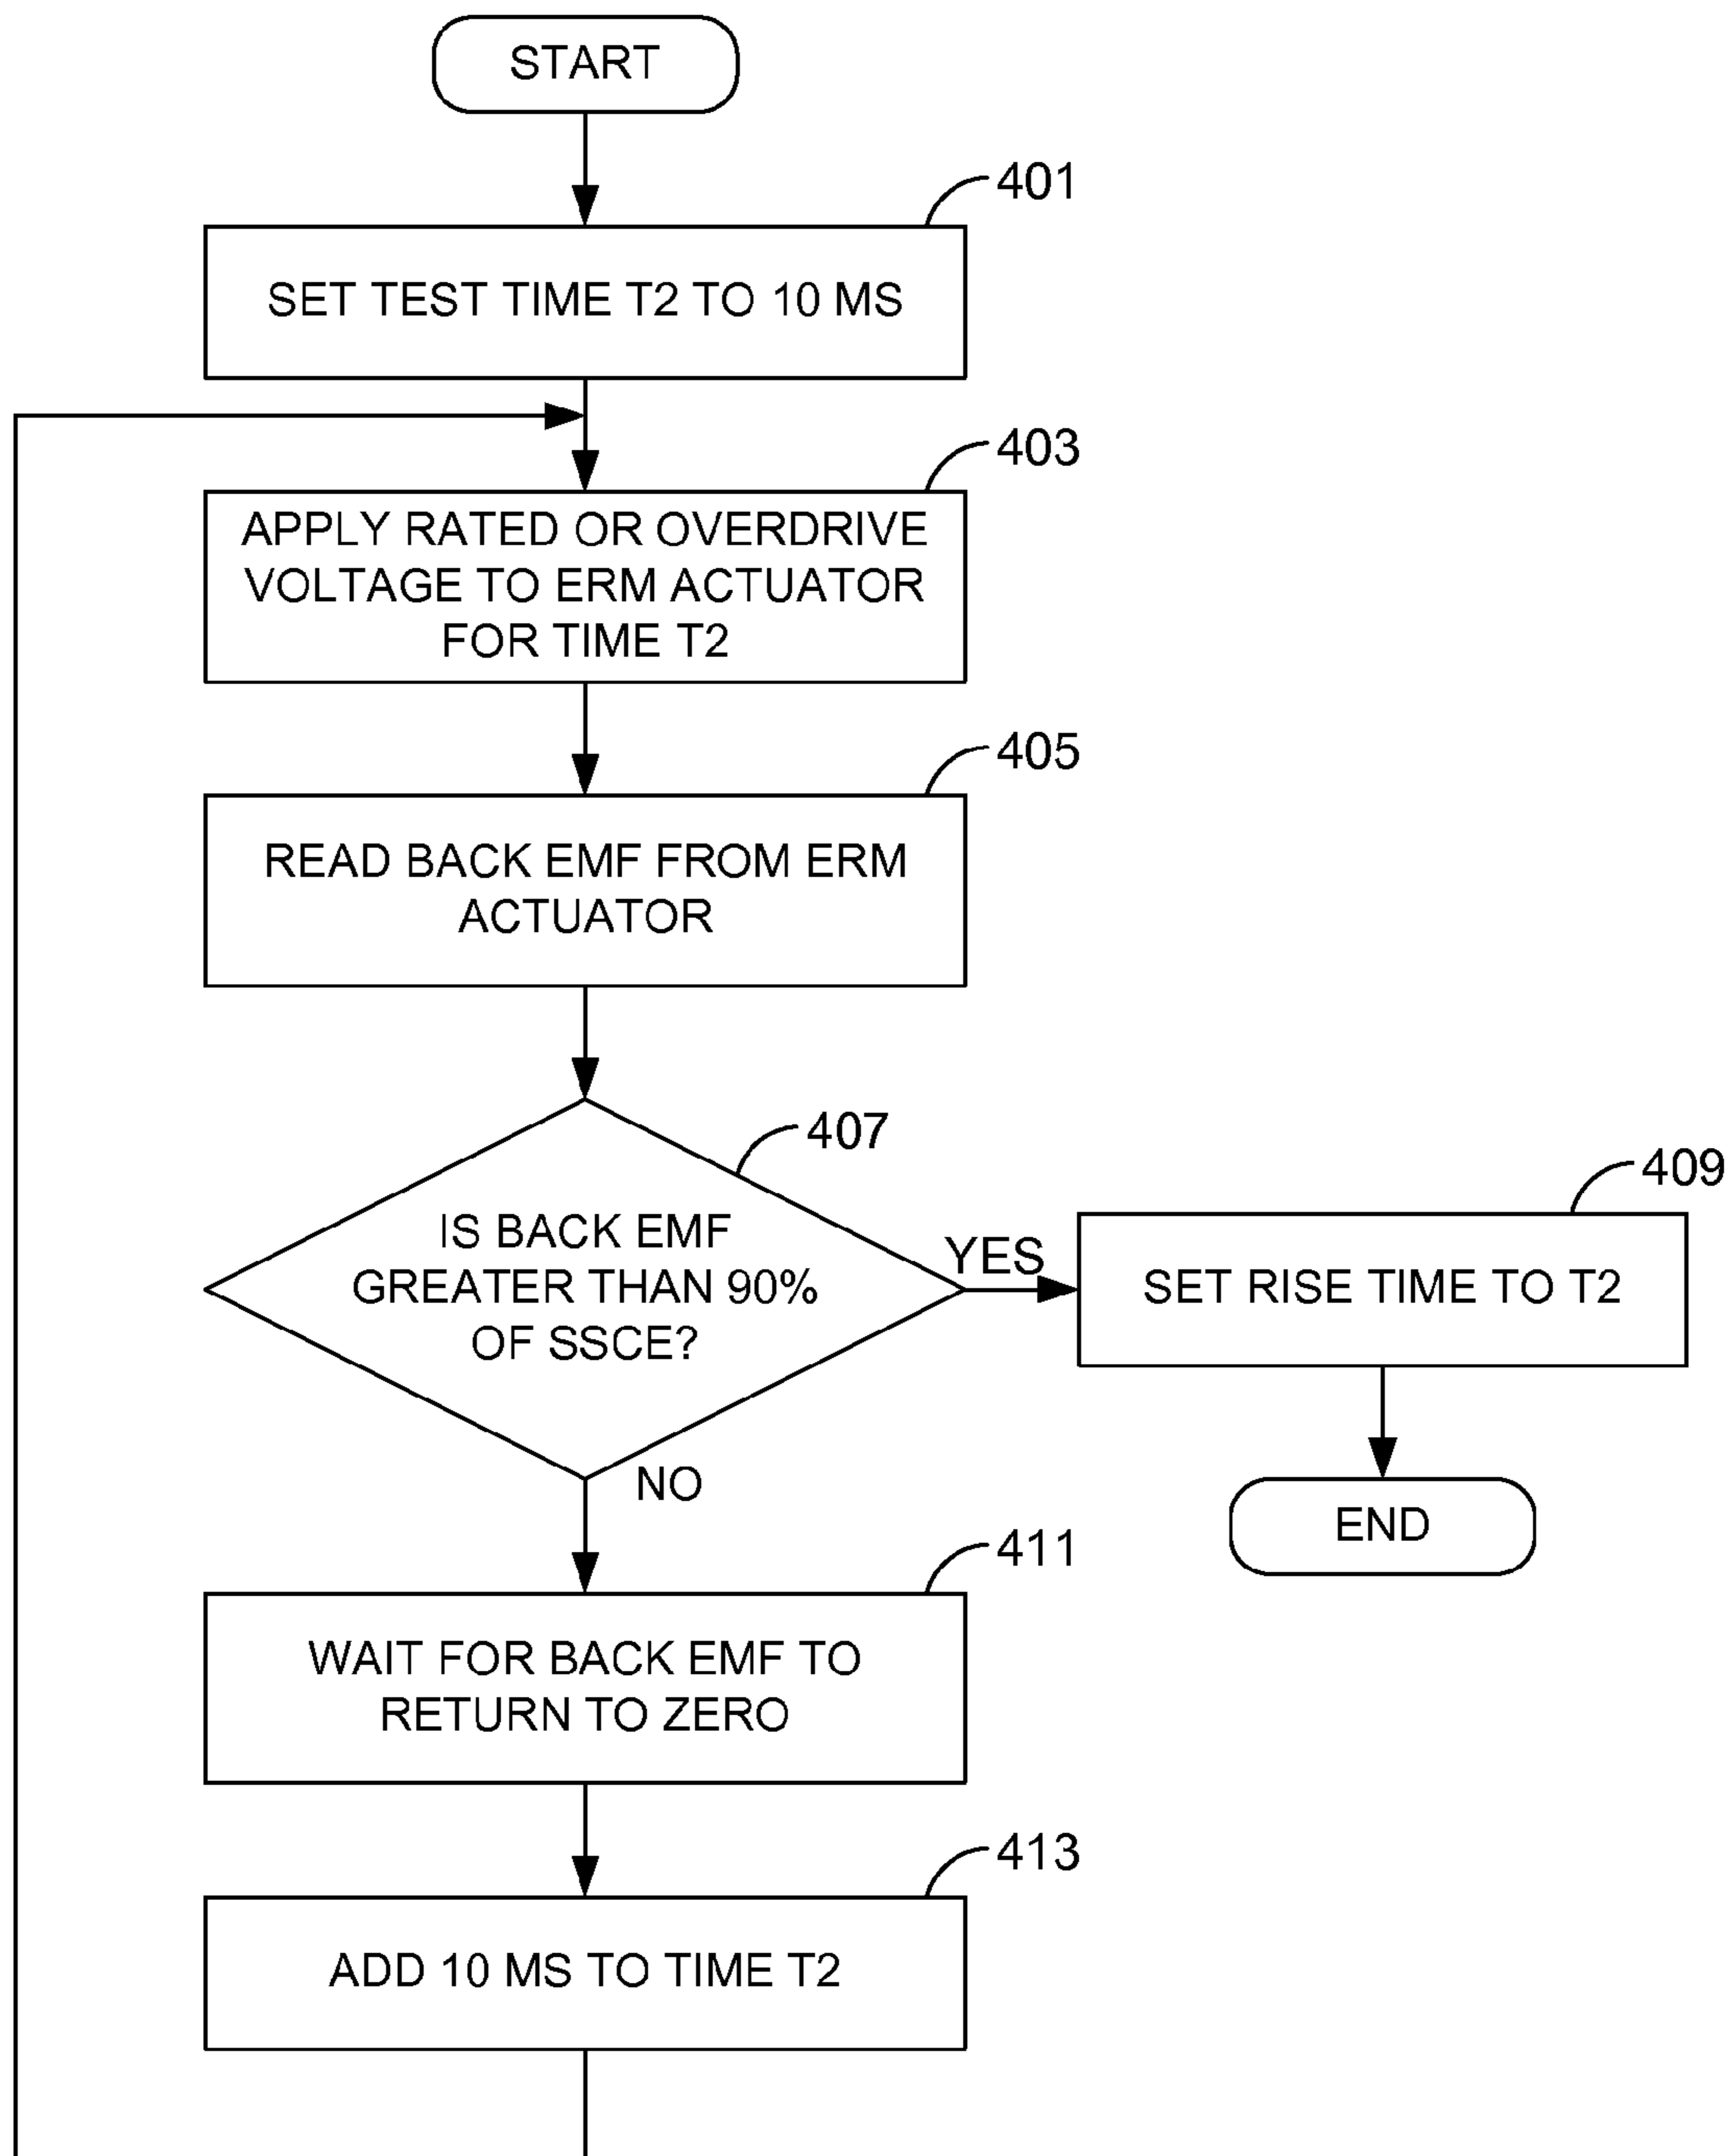 START
401
SET TEST TIME T2 TO 10 MS
403
APPLY RATED OR OVERDRIVE
VOLTAGE TO ERM ACTUATOR
FOR TIME T2
405
READ BACK EMF FROM ERM
ACTUATOR
407
IS BACK EMF
GREATER THAN 90%
OF SSCE?
YES
409
SET RISE TIME TO T2
END
NO
411
WAIT FOR BACK EMF TO
RETURN TO ZERO
413
ADD 10 MS TO TIME T2